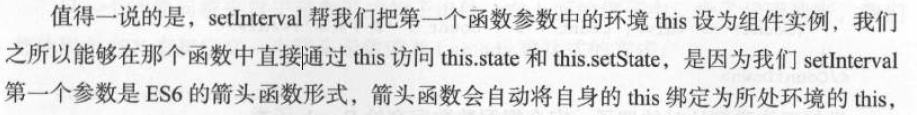 值得一说的是，setInterval 帮我们把第一个函数参数中的环境 this 设为组件实例，我们
之所以能够在那个函数中直接通过 this 访问 this.state 和 this.setState，是因为我们 setInterval
第一个参数是 ES6 的箭头函数形式，箭头函数会自动将自身的 this 绑定为所处环境的 this，